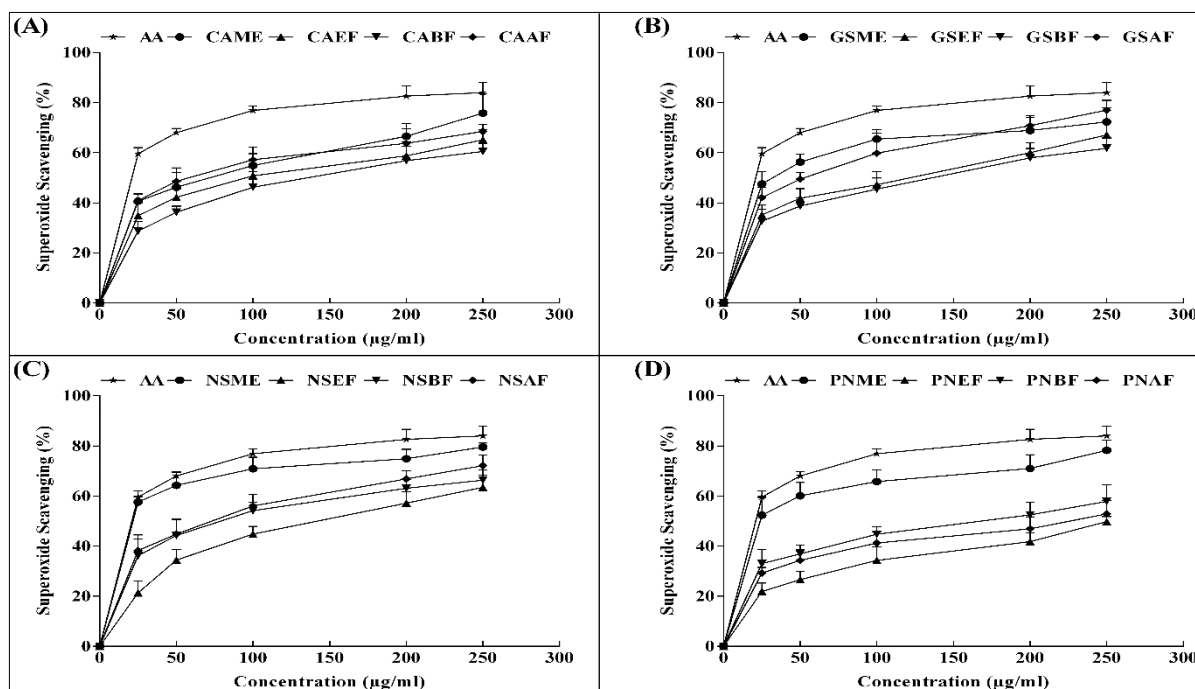 (A)
AA CAME CAEF CABF CAAF
100
80
60
40
20
0
Superoxide Scavenging (%)
0 50 100 150 200 250 300
Concentration (µg/ml)
(B)
AA GSME GSEF GSBF GSAF
100
80
60
40
20
0
Superoxide Scavenging (%)
0 50 100 150 200 250 300
Concentration (µg/ml)
(C)
AA NSME NSEF NSBF NSAF
100
80
60
40
20
0
Superoxide Scavenging (%)
0 50 100 150 200 250 300
Concentration (µg/ml)
(D)
AA PNME PNEF PNBF PNAF
100
80
60
40
20
0
Superoxide Scavenging (%)
0 50 100 150 200 250 300
Concentration (µg/ml)